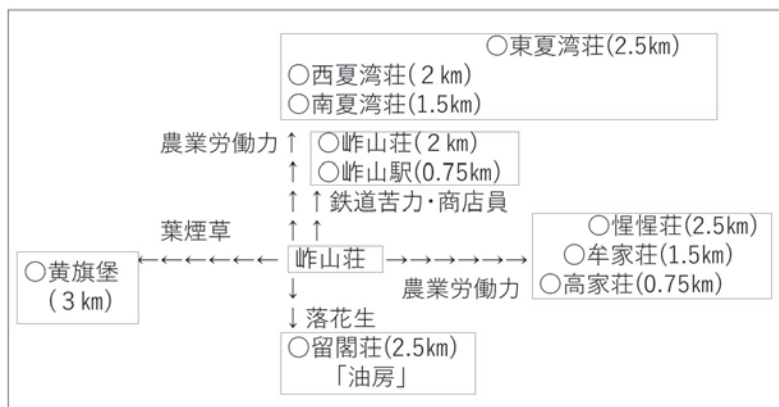 ○東夏湾荘(2.5km)
○西夏湾荘(2km)
○南夏湾荘(1.5km)
農業労働力 ↑
○岞山荘(2km)
↑
○岞山駅(0.75km)
↑ ↑ 鉄道苦力・商店員
↑ ↑
葉煙草
○惺惺荘(2.5km)
○牟家荘(1.5km)
○高家荘(0.75km)
○黄旗堡
(3km)
←←←←←←← 岞山荘 →→→→→→→
農業労働力
↓
↓ 落花生
○留閣荘(2.5km)
「油房」